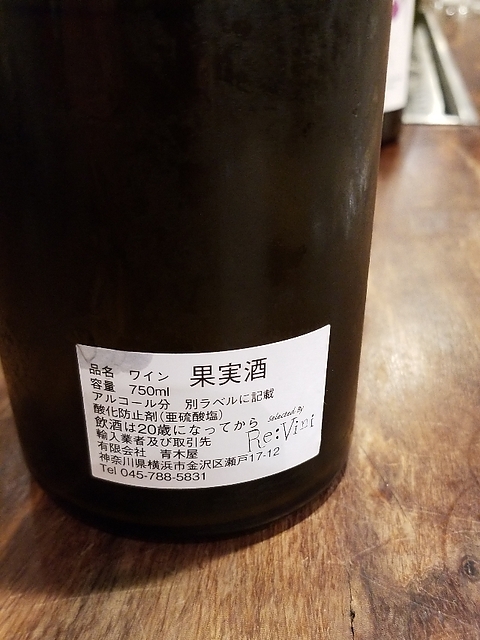 品名 ワイン 果実酒
容量 750ml
アルコール分 別ラベルに記載
酸化防止剤(亜硫酸塩)
飲酒は20歳になってから
輸入業者及び取引先
有限会社 青木屋
神奈川県横浜市金沢区瀬戸17-12
Tel 045-788-5831
Selected By
Re:Vini